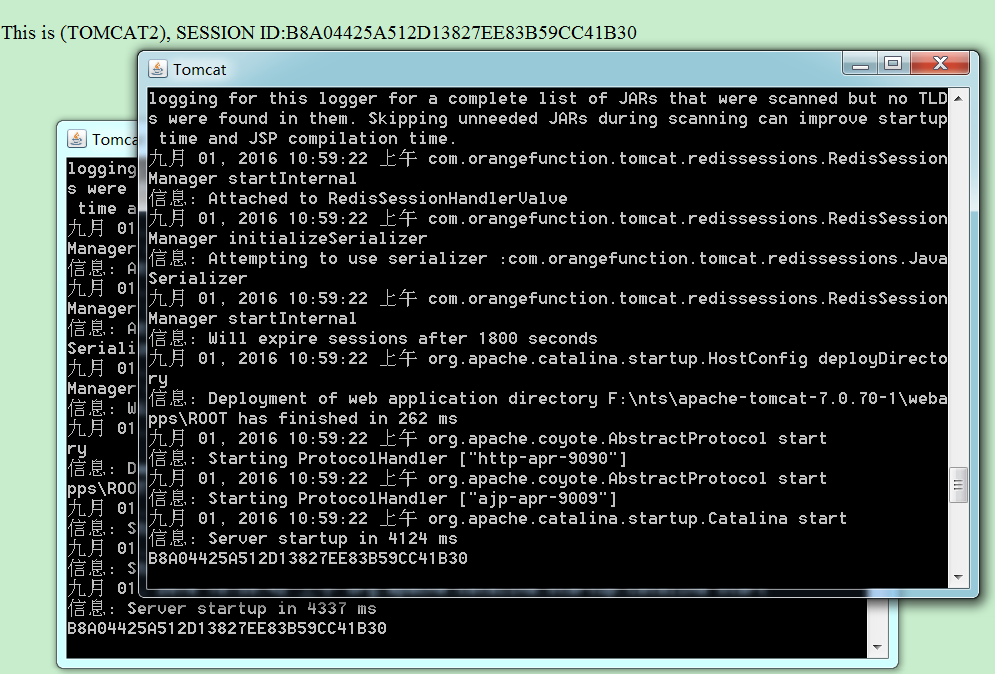 This is (TOMCAT2), SESSION ID:B8A04425A512D13827EE83B59CC41B30
Tomcat
logging for this logger for a complete list of JARs that were scanned but no TLD
s were found in them. Skipping unneeded JARs during scanning can improve startup
time and JSP compilation time.
九月 01, 2016 10:59:22 上午 com.orangefunction.tomcat.redissessions.RedisSession
Manager startInternal
信息: Attached to RedisSessionHandlerValve
九月 01, 2016 10:59:22 上午 com.orangefunction.tomcat.redissessions.RedisSession
Manager initializeSerializer
信息: Attempting to use serializer :com.orangefunction.tomcat.redissessions.Java
Serializer
九月 01, 2016 10:59:22 上午 com.orangefunction.tomcat.redissessions.RedisSession
Manager startInternal
信息: Will expire sessions after 1800 seconds
九月 01, 2016 10:59:22 上午 org.apache.catalina.startup.HostConfig deployDirecto
ry
信息: Deployment of web application directory F:\nts\apache-tomcat-7.0.70-1\weba
pps\ROOT has finished in 262 ms
九月 01, 2016 10:59:22 上午 org.apache.coyote.AbstractProtocol start
信息: Starting ProtocolHandler ["http-apr-9090"]
九月 01, 2016 10:59:22 上午 org.apache.coyote.AbstractProtocol start
信息: Starting ProtocolHandler ["ajp-apr-9009"]
九月 01, 2016 10:59:22 上午 org.apache.catalina.startup.Catalina start
信息: Server startup in 4124 ms
B8A04425A512D13827EE83B59CC41B30
Tomca
logging
s were
time a
九月 01
Manager
信息: A
九月 01
Manager
信息: A
Seriali
九月 01
Manager
信息: W
九月 01
ry
信息: D
pps\ROO
九月 01
信息: S
九月 01
信息: S
九月 01
信息: Server startup in 4337 ms
B8A04425A512D13827EE83B59CC41B30